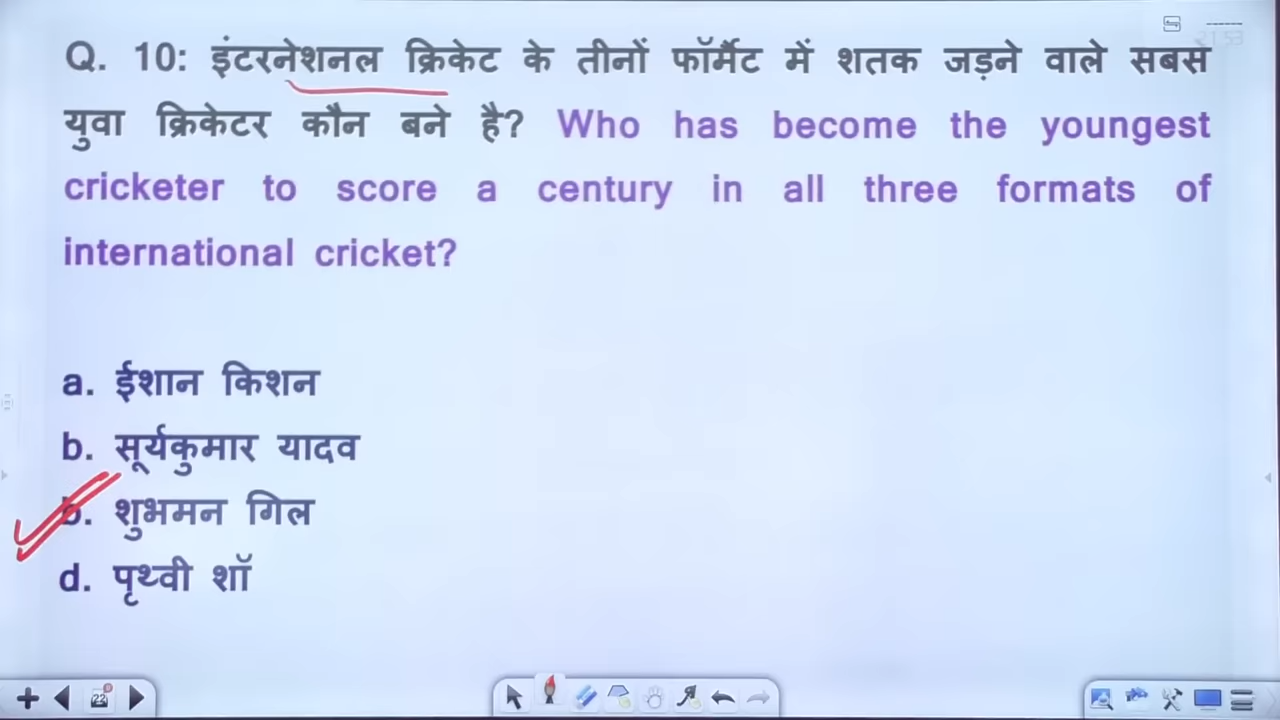 Q. 10: इंटरनेशनल क्रिकेट के तीनों फॉर्मैट में शतक जड़ने वाले सबस
युवा क्रिकेटर कौन बने है? Who has become the youngest
cricketer to score a century in all three formats of
international cricket?
a. ईशान किशन
b. सूर्यकुमार यादव
b. शुभमन गिल
d. पृथ्वी शॉ